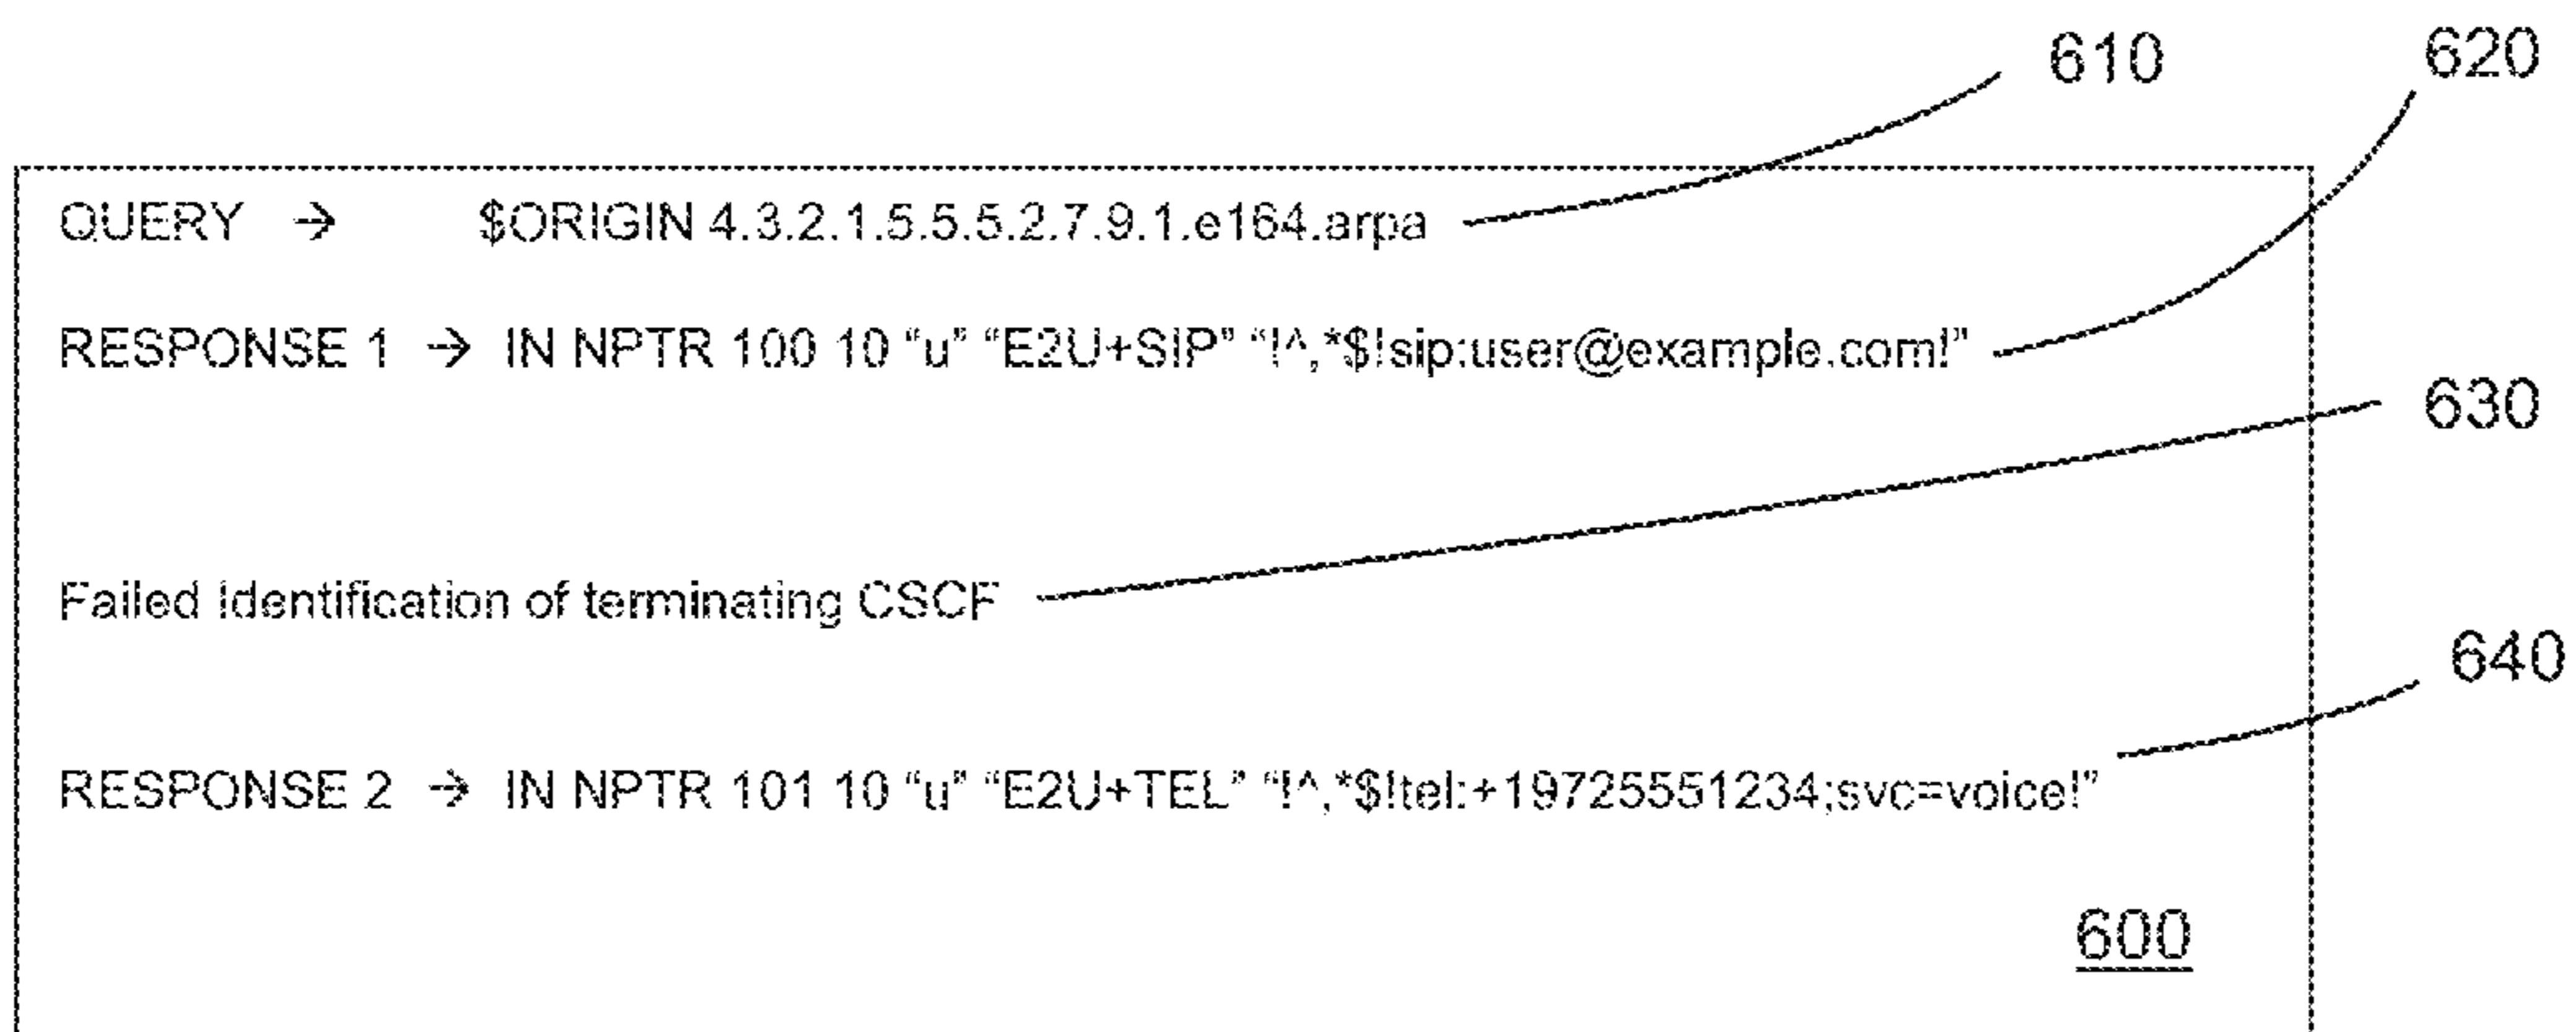 610
620
QUERY → $ORIGIN 4.3.2.1.5.5.5.2.7.9.1.e164.arpa
RESPONSE 1 → IN NPTR 100 10 “u” “E2U+SIP” “!^,*$!sip:user@example.com!”
630
Failed Identification of terminating CSCF
640
RESPONSE 2 → IN NPTR 101 10 “u” “E2U+TEL” “!^,*$!tel:+19725551234;svc=voice!”
600